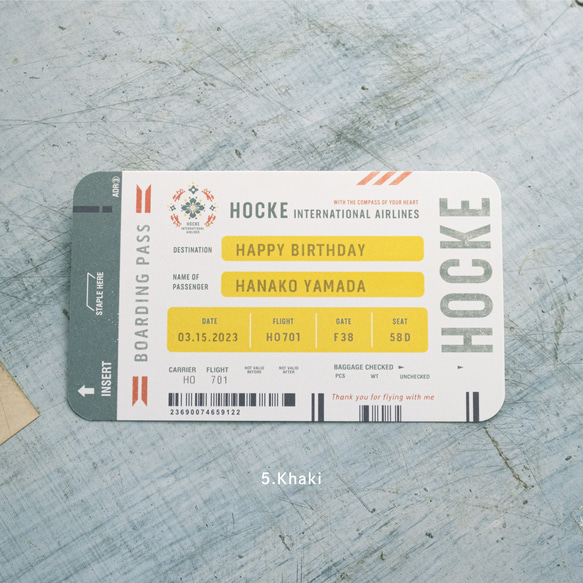 ADR③
STAPLE HERE
INSERT
BOARDING PASS
HOCKE
INTERNATIONAL
AIRLINES
WITH THE COMPASS OF YOUR HEART
HOCKE INTERNATIONAL AIRLINES
DESTINATION HAPPY BIRTHDAY
NAME OF
PASSENGER HANAKO YAMADA
DATE FLIGHT GATE SEAT
03.15.2023 HO701 F38 58D
CARRIER FLIGHT NOT VALID BEFORE NOT VALID AFTER
HO 701
BAGGAGE CHECKED
PCS WT UNCHECKED
23690074659122
Thank you for flying with me
HOCKE
5.Khaki